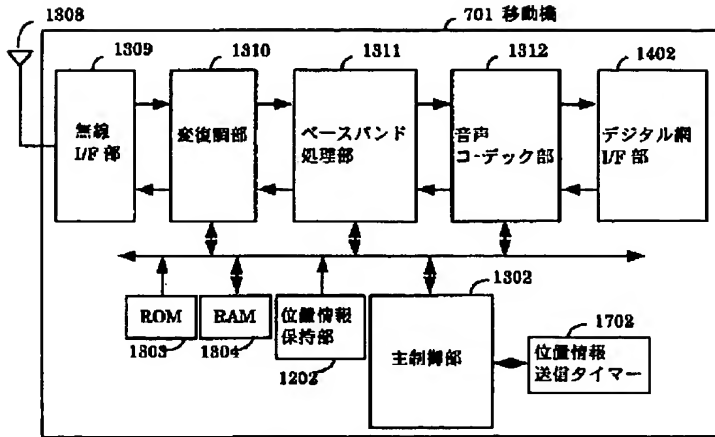 1308
701 移動機
1309
1310
1311
1312
1402
無線
I/F 部
変復調部
ベースバンド
処理部
音声
コーデック部
デジタル網
I/F 部
1302
ROM
RAM
位置情報
保持部
主制御部
1702
位置情報
送信タイマー
1303
1304
1202